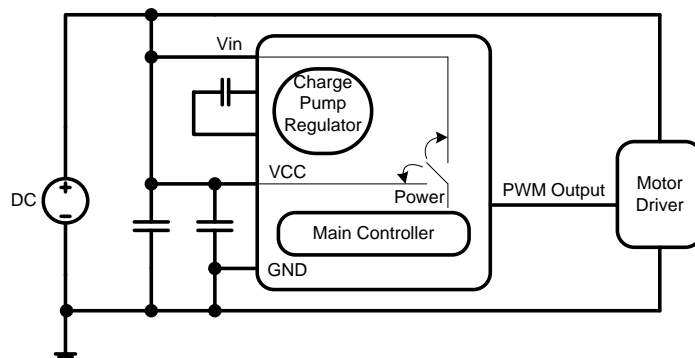 Vin
Charge
Pump
Regulator
VCC
DC
Power
PWM Output
Motor
Driver
Main Controller
GND